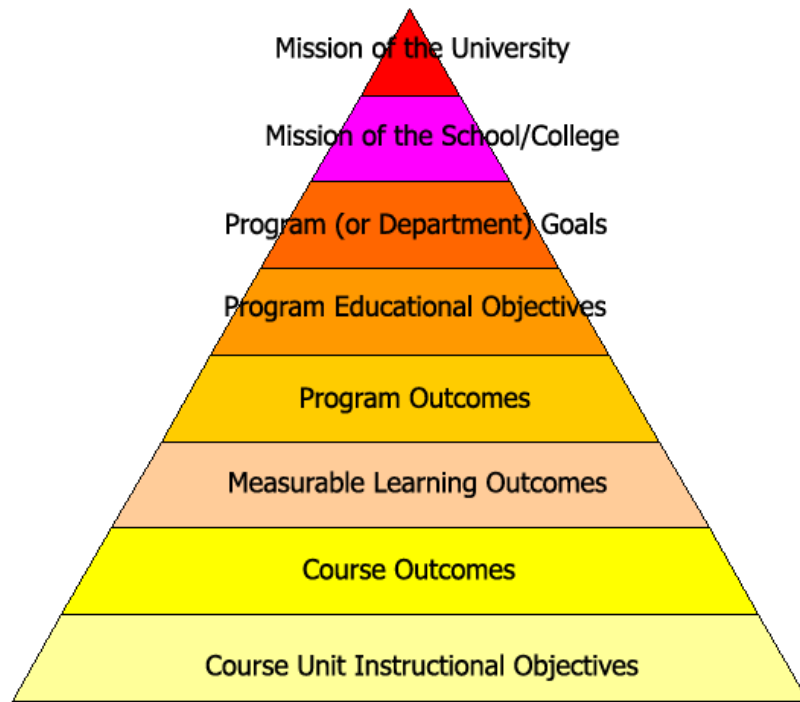 Mission of the University
Mission of the School/College
Program (or Department) Goals
Program Educational Objectives
Program Outcomes
Measurable Learning Outcomes
Course Outcomes
Course Unit Instructional Objectives